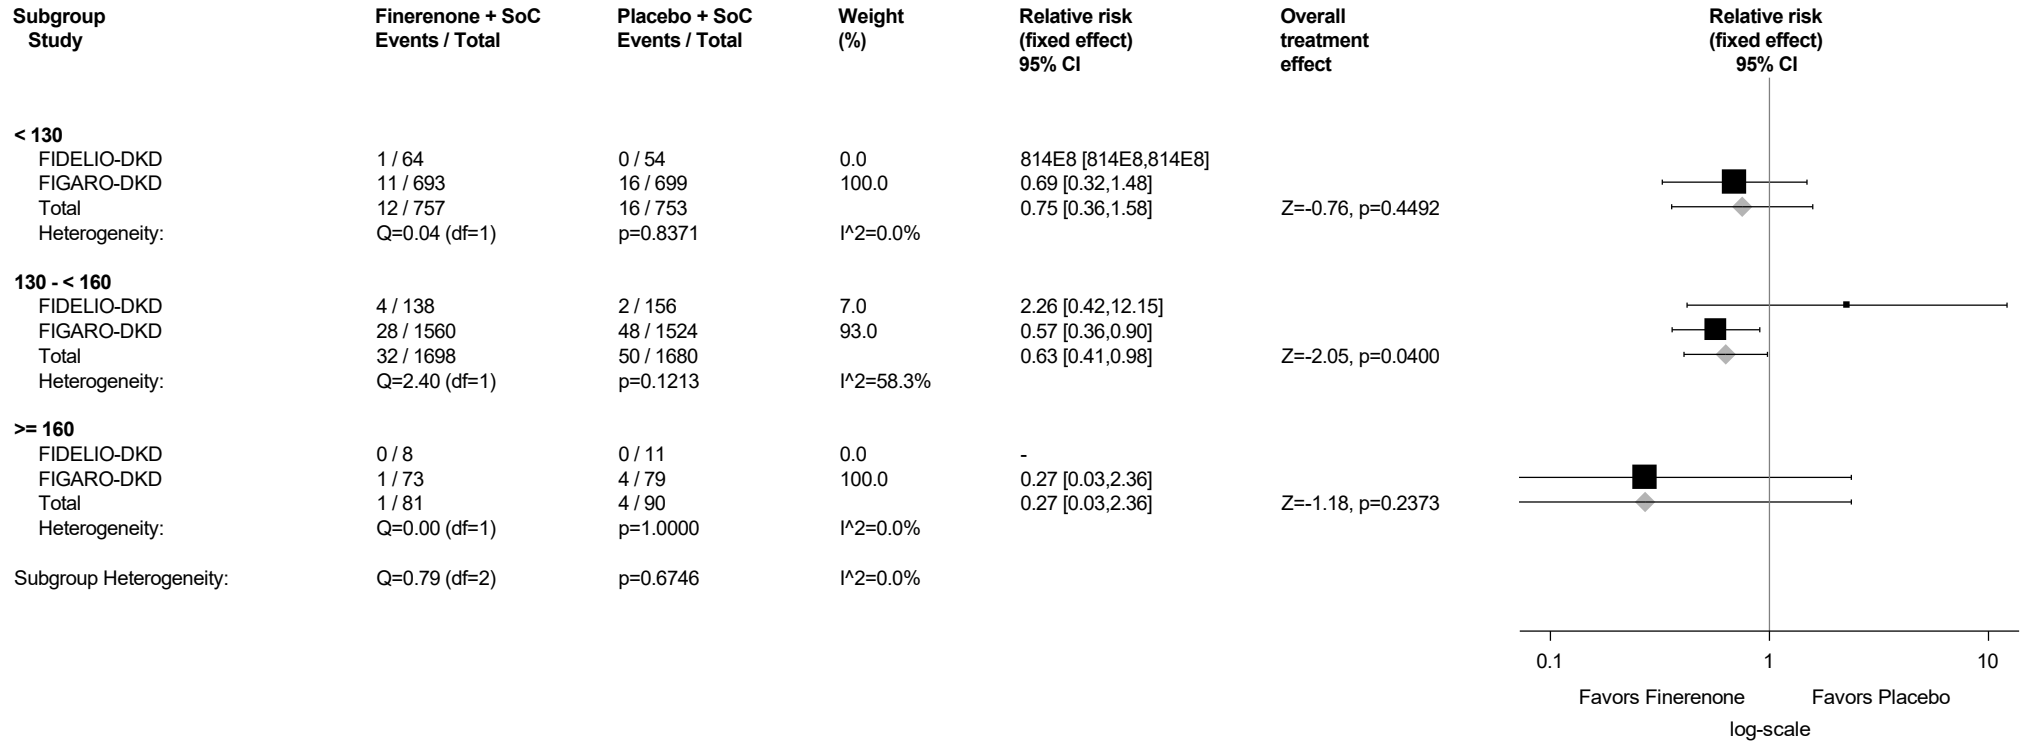 Subgroup Finerenone + SoC Placebo + SoC Weight Relative risk Overall Relative risk
Study Events / Total Events / Total (%) (fixed effect) treatment (fixed effect)
95% CI effect 95% CI
< 130
FIDELIO-DKD 1 / 64 0 / 54 0.0 814E8 [814E8,814E8]
FIGARO-DKD 11 / 693 16 / 699 100.0 0.69 [0.32,1.48]
Total 12 / 757 16 / 753 0.75 [0.36,1.58] Z=-0.76, p=0.4492
Heterogeneity: Q=0.04 (df=1) p=0.8371 I^2=0.0%
130 - < 160
FIDELIO-DKD 4 / 138 2 / 156 7.0 2.26 [0.42,12.15]
FIGARO-DKD 28 / 1560 48 / 1524 93.0 0.57 [0.36,0.90]
Total 32 / 1698 50 / 1680 0.63 [0.41,0.98] Z=-2.05, p=0.0400
Heterogeneity: Q=2.40 (df=1) p=0.1213 I^2=58.3%
>= 160
FIDELIO-DKD 0 / 8 0 / 11 0.0 -
FIGARO-DKD 1 / 73 4 / 79 100.0 0.27 [0.03,2.36]
Total 1 / 81 4 / 90 0.27 [0.03,2.36] Z=-1.18, p=0.2373
Heterogeneity: Q=0.00 (df=1) p=1.0000 I^2=0.0%
Subgroup Heterogeneity: Q=0.79 (df=2) p=0.6746 I^2=0.0%
0.1 1 10
Favors Finerenone Favors Placebo
log-scale